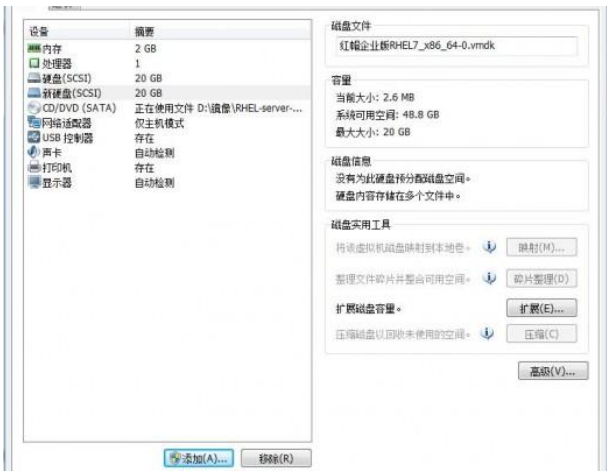 设备 摘要
内存 2 GB
处理器 1
硬盘(SCSI) 20 GB
新硬盘(SCSI) 20 GB
CD/DVD (SATA) 正在使用文件 D:\镜像\RHEL-server-...
网络适配器 仅主机模式
USB 控制器 存在
声卡 自动检测
打印机 存在
显示器 自动检测
添加(A)... 移除(R)
磁盘文件
红帽企业版RHEL7_x86_64-0.vmdk
容量
当前大小: 2.6 MB
系统可用空间: 48.8 GB
最大大小: 20 GB
磁盘信息
没有为此硬盘预分配磁盘空间。
硬盘内容存储在多个文件中。
磁盘实用工具
将该虚拟机磁盘映射到本地卷。 映射(M)...
整理文件碎片并整合可用空间。 碎片整理(D)
扩展磁盘容量。 扩展(E)...
压缩磁盘以回收未使用的空间。 压缩(C)
高级(V)...